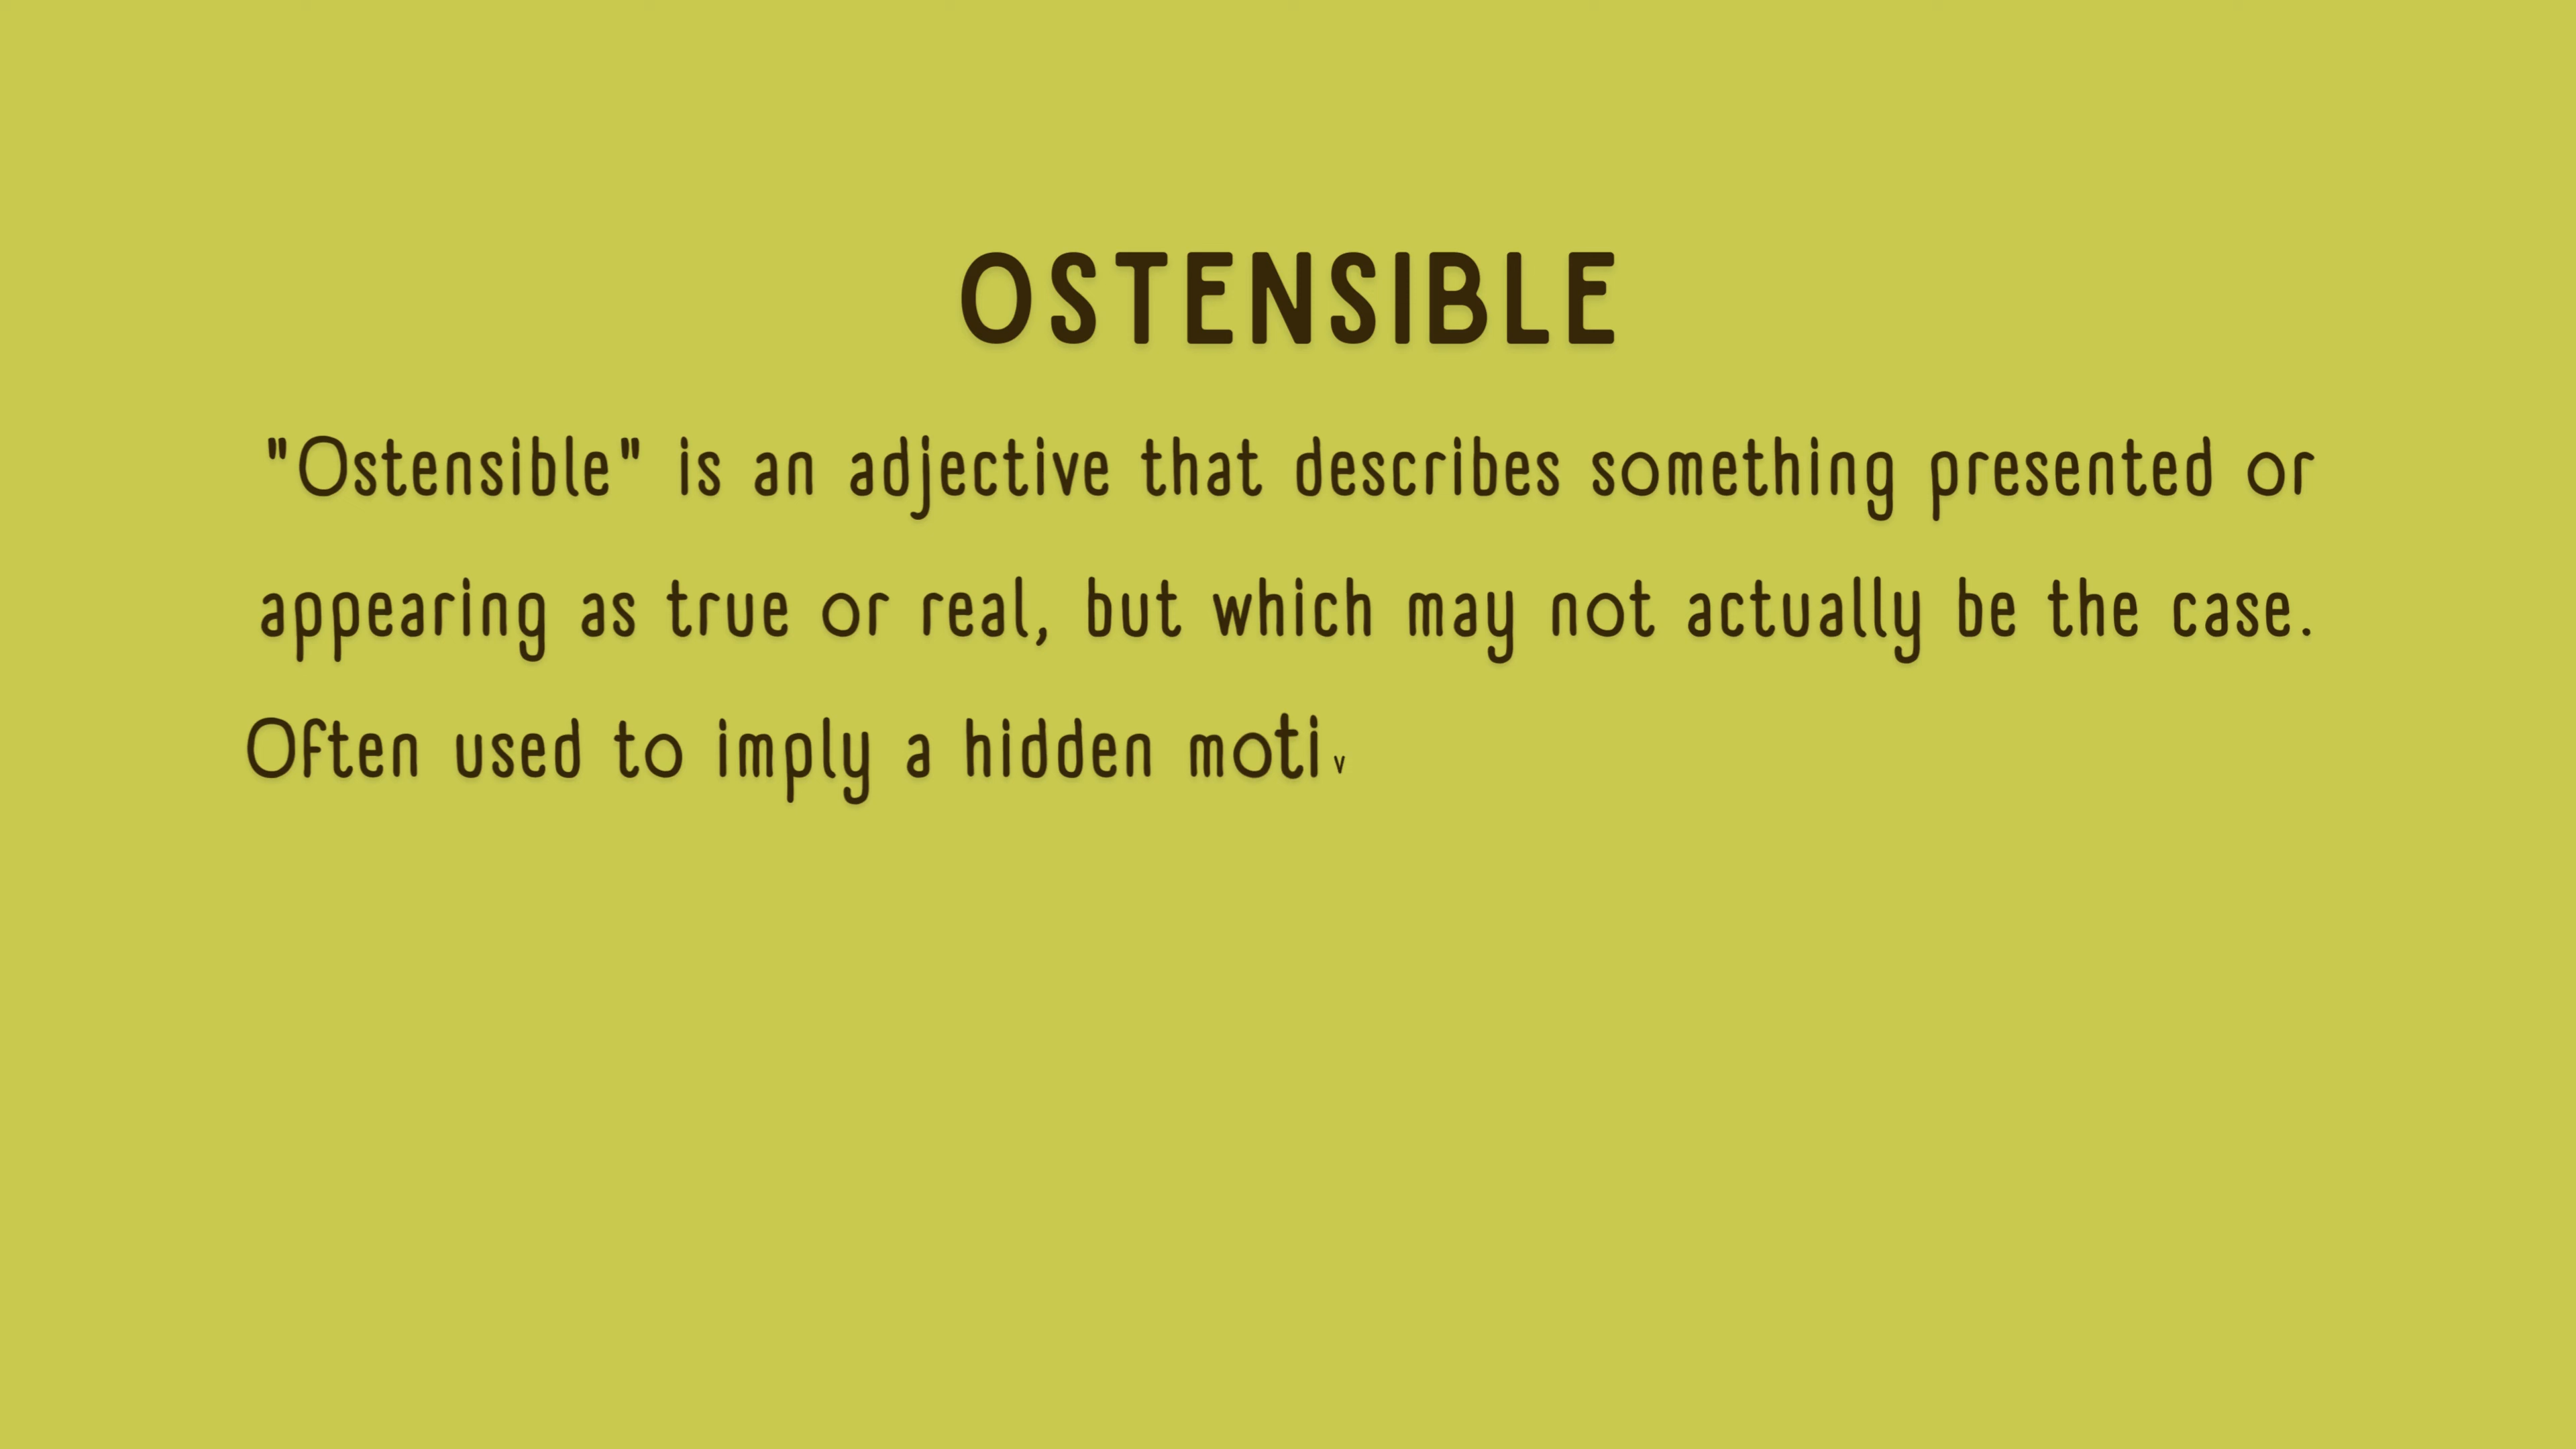 OSTENSIBLE
"Ostensible" is an adjective that describes something presented or
appearing as true or real, but which may not actually be the case.
Often used to imply a hidden motiv